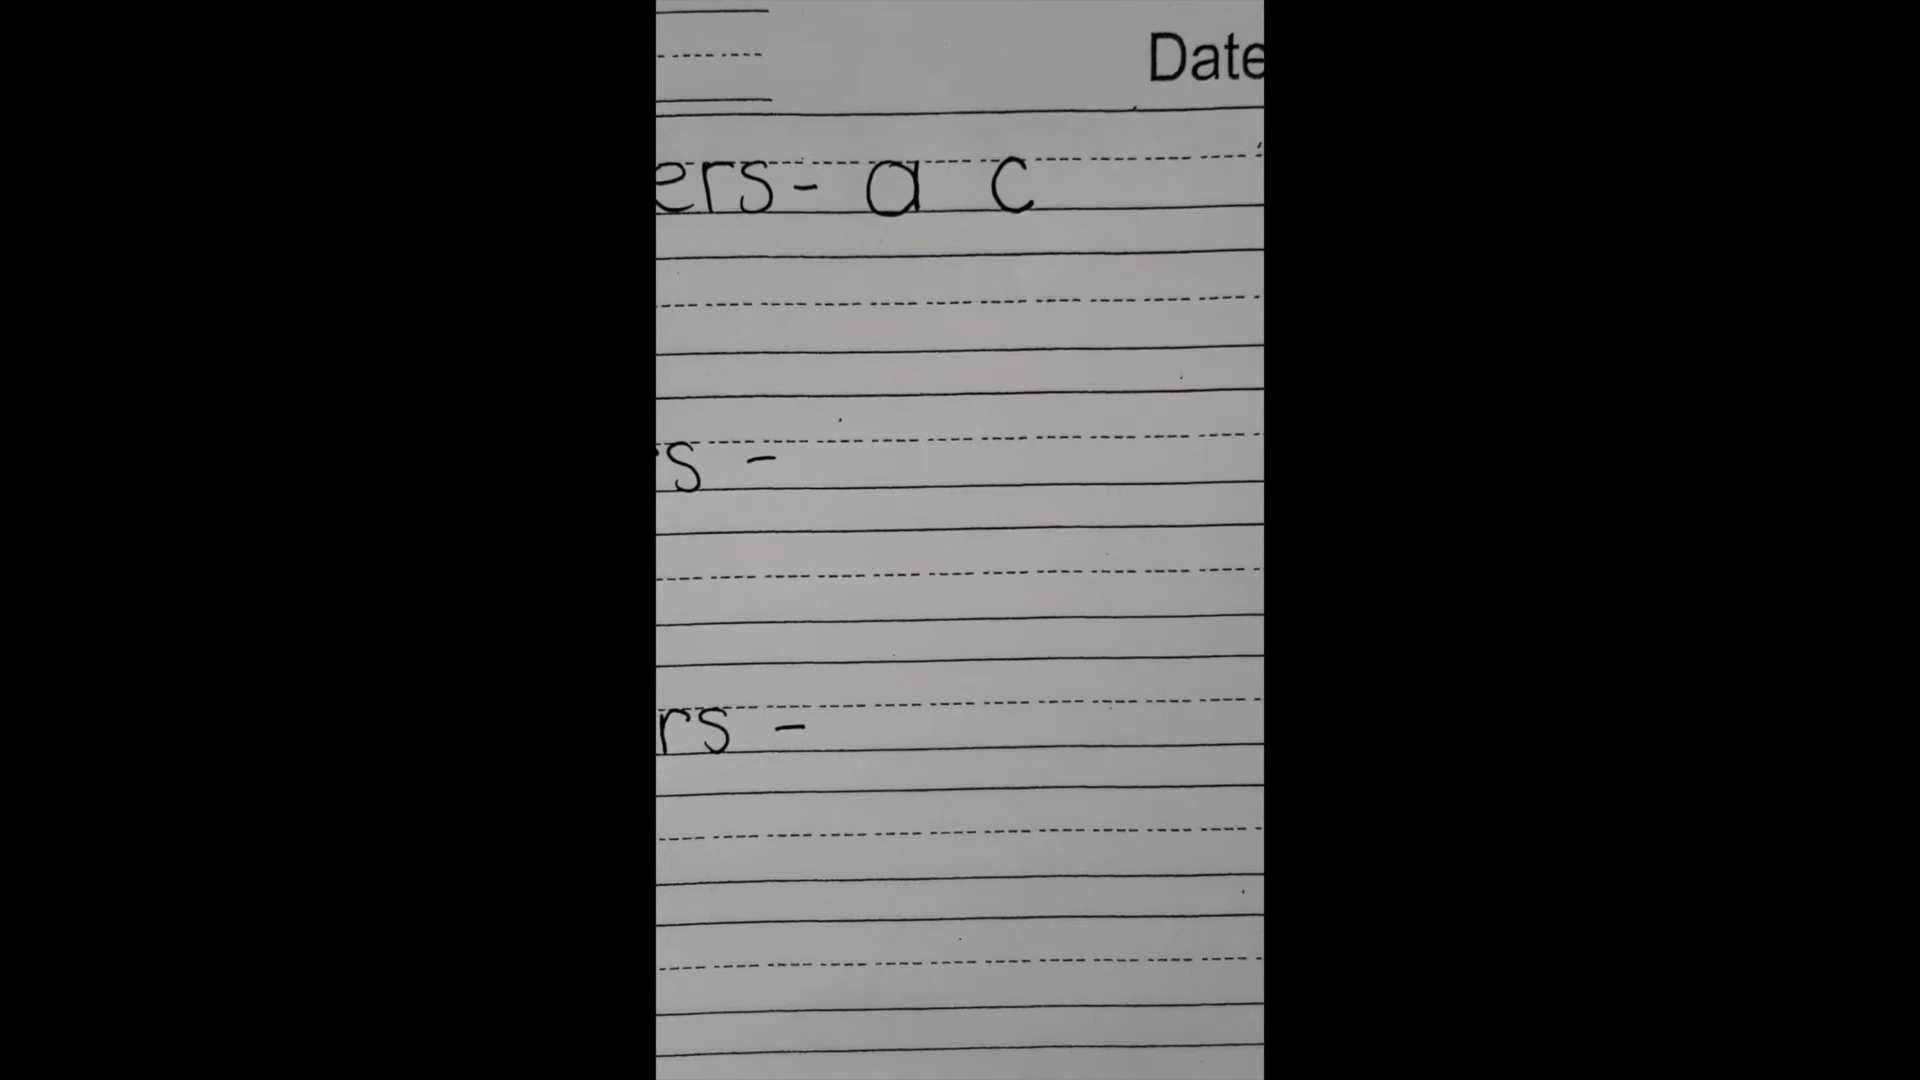 Date
ers- a c
s -
rs -